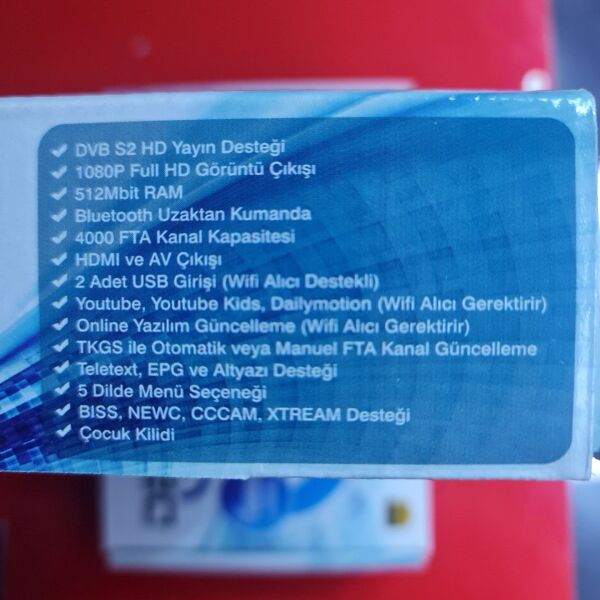 DVB S2 HD Yayın Desteği
1080P Full HD Görüntü Çıkışı
512Mbit RAM
Bluetooth Uzaktan Kumanda
4000 FTA Kanal Kapasitesi
HDMI ve AV Çıkışı
2 Adet USB Girişi (Wifi Alıcı Destekli)
Youtube, Youtube Kids, Dailymotion (Wifi Alıcı Gerektirir)
Online Yazılım Güncelleme (Wifi Alıcı Gerektirir)
TKGS ile Otomatik veya Manuel FTA Kanal Güncelleme
Teletext, EPG ve Altyazı Desteği
5 Dilde Menü Seçeneği
BISS, NEWC, CCCAM, XTREAM Desteği
Çocuk Kilidi